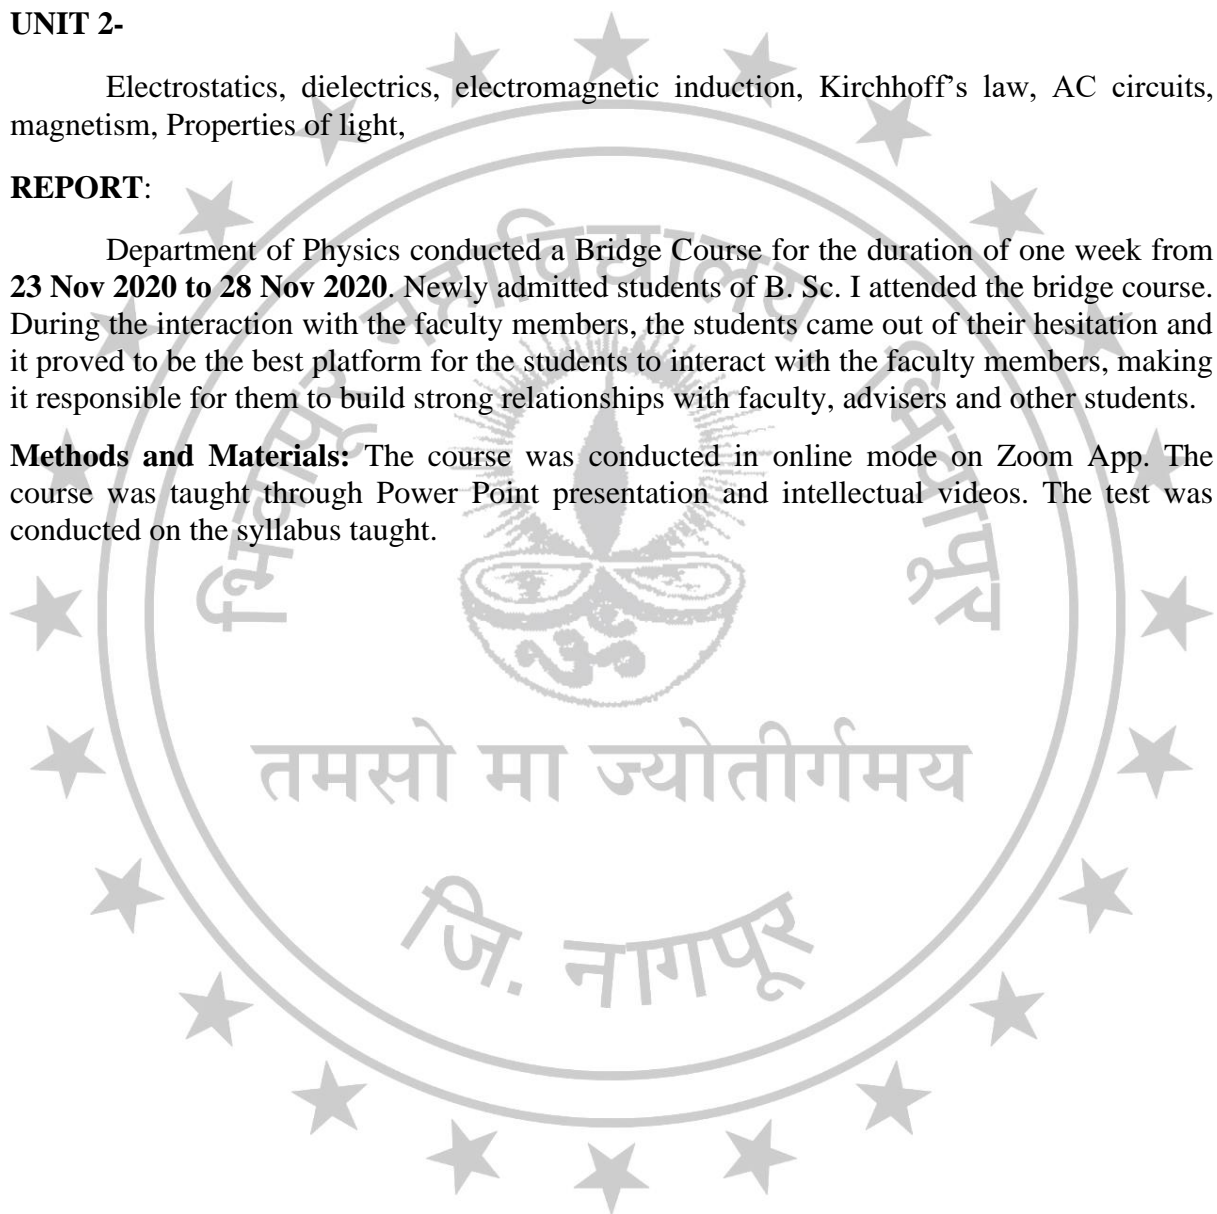 UNIT 2-
Electrostatics, dielectrics, electromagnetic induction, Kirchhoff's law, AC circuits,
magnetism, Properties of light,
REPORT:
Department of Physics conducted a Bridge Course for the duration of one week from
23 Nov 2020 to 28 Nov 2020. Newly admitted students of B. Sc. I attended the bridge course.
During the interaction with the faculty members, the students came out of their hesitation and
it proved to be the best platform for the students to interact with the faculty members, making
it responsible for them to build strong relationships with faculty, advisers and other students.
Methods and Materials: The course was conducted in online mode on Zoom App. The
course was taught through Power Point presentation and intellectual videos. The test was
conducted on the syllabus taught.
भिवापूर महाविद्यालय, भिवापूर
तमसो मा ज्योतीर्गमय
जि. नागपूर